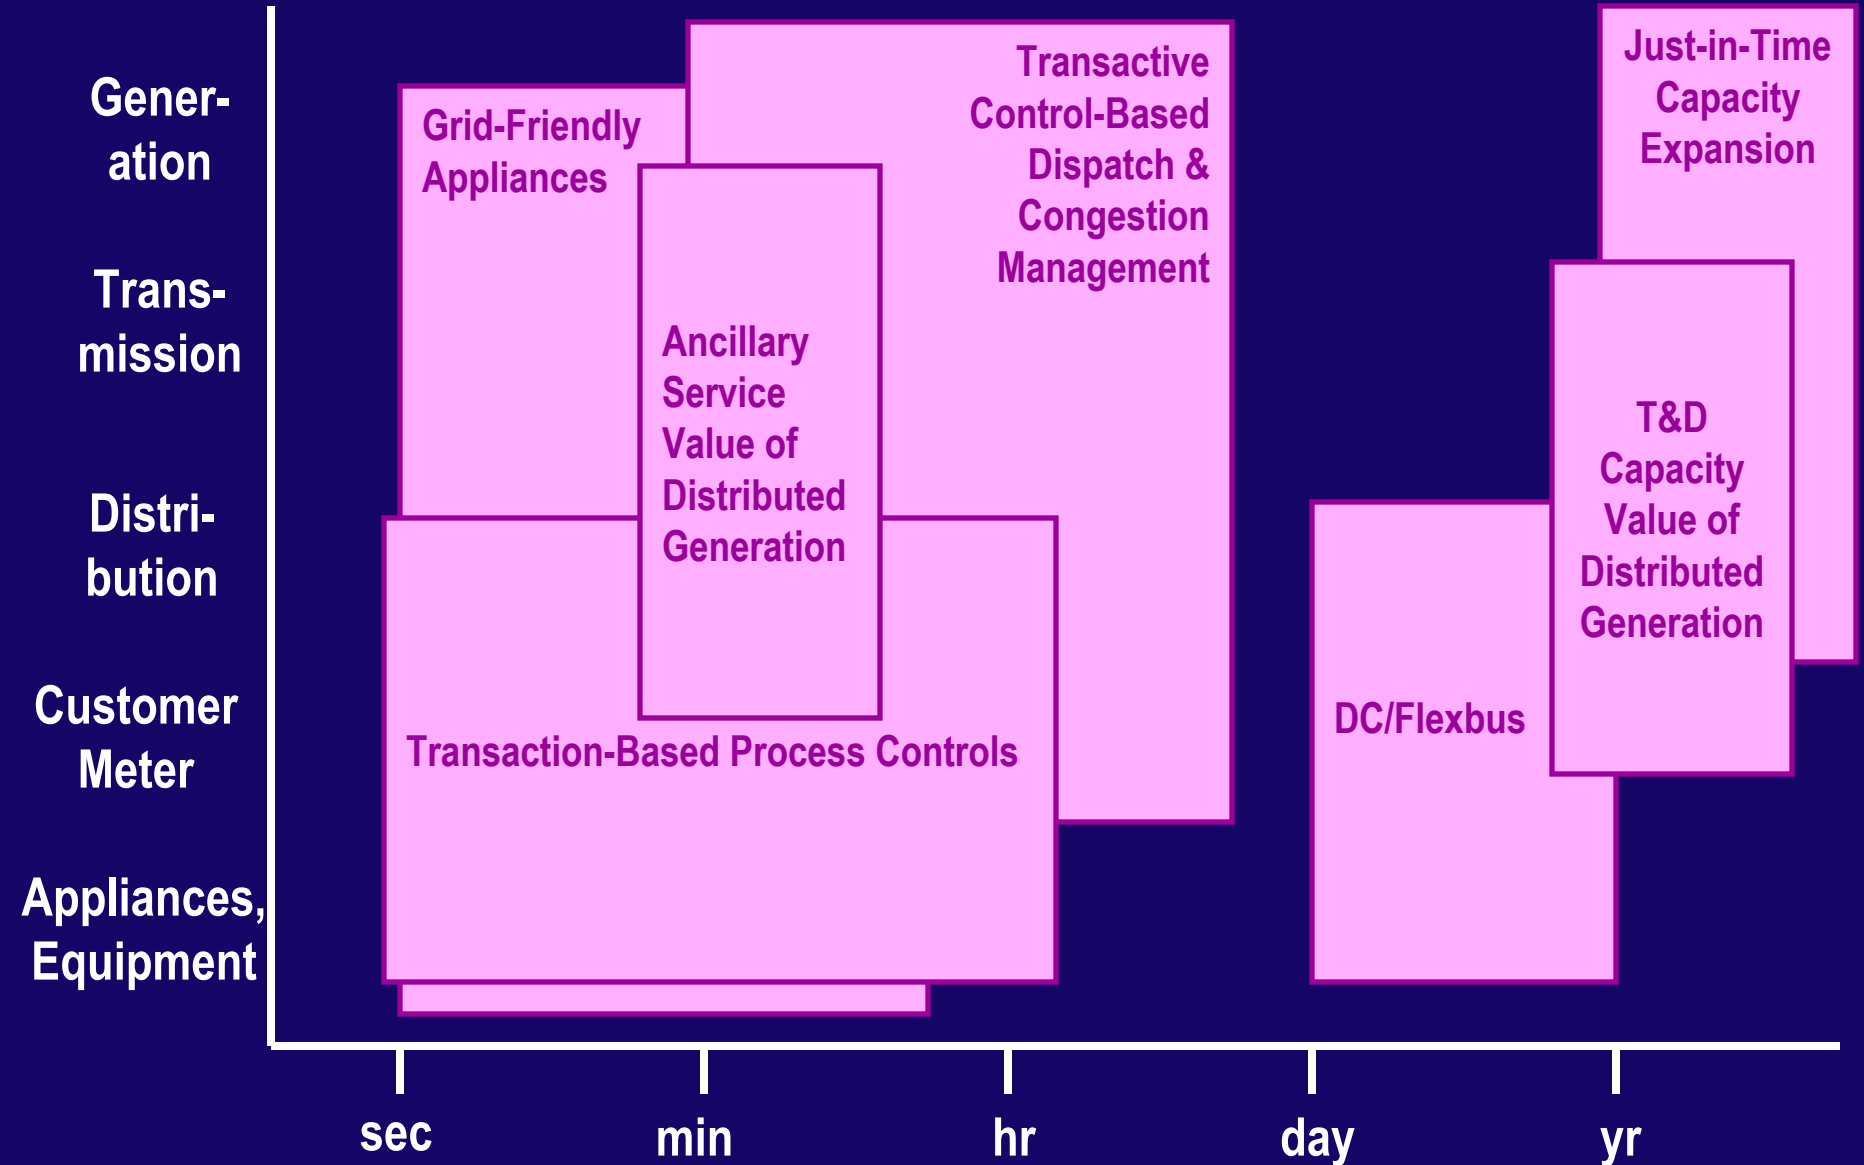 Gener-
ation
Trans-
mission
Distri-
bution
Customer
Meter
Appliances,
Equipment
Grid-Friendly
Appliances
Transactive
Control-Based
Dispatch &
Congestion
Management
Just-in-Time
Capacity
Expansion
Ancillary
Service
Value of
Distributed
Generation
T&D
Capacity
Value of
Distributed
Generation
Transaction-Based Process Controls
DC/Flexbus
sec
min
hr
day
yr